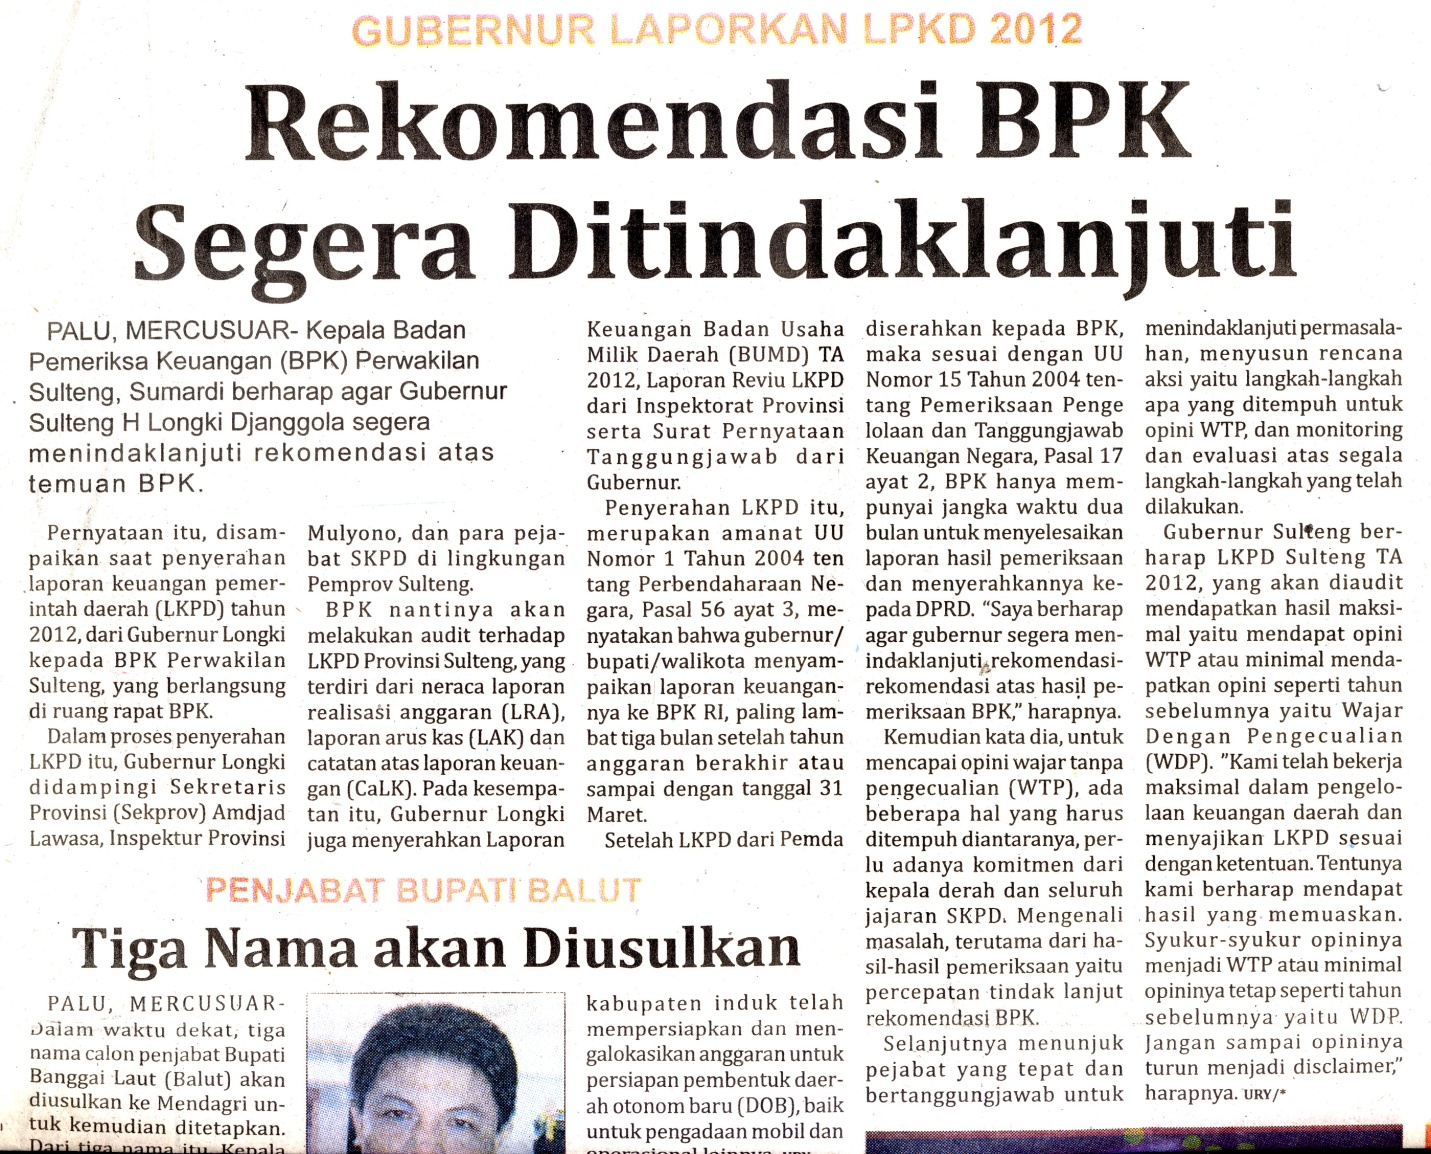 GUBERNUR LAPORKAN LPKD 2012
Rekomendasi BPK
Segera Ditindaklanjuti
PALU, MERCUSUAR- Kepala Badan
Pemeriksa Keuangan (BPK) Perwakilan
Sulteng, Sumardi berharap agar Gubernur
Sulteng H Longki Djanggola segera
menindaklanjuti rekomendasi atas
temuan BPK.
Pernyataan itu, disam-
paikan saat penyerahan
laporan keuangan pemer-
intah daerah (LKPD) tahun
2012, dari Gubernur Longki
kepada BPK Perwakilan
Sulteng, yang berlangsung
di ruang rapat BPK.
Dalam proses penyerahan
LKPD itu, Gubernur Longki
didampingi Sekretaris
Provinsi (Sekprov) Amdjad
Lawasa, Inspektur Provinsi
Mulyono, dan para peja-
bat SKPD di lingkungan
Pemprov Sulteng.
BPK nantinya akan
melakukan audit terhadap
LKPD Provinsi Sulteng, yang
terdiri dari neraca laporan
realisasi anggaran (LRA),
laporan arus kas (LAK) dan
catatan atas laporan keuan-
gan (CaLK). Pada kesempa-
tan itu, Gubernur Longki
juga menyerahkan Laporan
Keuangan Badan Usaha
Milik Daerah (BUMD) TA
2012, Laporan Reviu LKPD
dari Inspektorat Provinsi
serta Surat Pernyataan
Tanggungjawab dari
Gubernur.
Penyerahan LKPD itu,
merupakan amanat UU
Nomor 1 Tahun 2004 ten
tang Perbendaharaan Ne-
gara, Pasal 56 ayat 3, me-
nyatakan bahwa gubernur/
bupati/walikota menyam-
paikan laporan keuangan-
nya ke BPK RI, paling lam-
bat tiga bulan setelah tahun
anggaran berakhir atau
sampai dengan tanggal 31
Maret.
Setelah LKPD dari Pemda
diserahkan kepada BPK,
maka sesuai dengan UU
Nomor 15 Tahun 2004 ten-
tang Pemeriksaan Penge
lolaan dan Tanggungjawab
Keuangan Negara, Pasal 17
ayat 2, BPK hanya mem-
punyai jangka waktu dua
bulan untuk menyelesaikan
laporan hasil pemeriksaan
dan menyerahkannya ke-
pada DPRD. “Saya berharap
agar gubernur segera men-
indaklanjuti rekomendasi-
rekomendasi atas hasil pe-
meriksaan BPK,” harapnya.
Kemudian kata dia, untuk
mencapai opini wajar tanpa
pengecualian (WTP), ada
beberapa hal yang harus
ditempuh diantaranya, per-
lu adanya komitmen dari
kepala derah dan seluruh
jajaran SKPD. Mengenali
masalah, terutama dari ha-
sil-hasil pemeriksaan yaitu
percepatan tindak lanjut
rekomendasi BPK.
Selanjutnya menunjuk
pejabat yang tepat dan
bertanggungjawab untuk
menindaklanjuti permasala-
han, menyusun rencana
aksi yaitu langkah-langkah
apa yang ditempuh untuk
opini WTP, dan monitoring
dan evaluasi atas segala
langkah-langkah yang telah
dilakukan.
Gubernur Sulteng ber-
harap LKPD Sulteng TA
2012, yang akan diaudit
mendapatkan hasil maksi-
mal yaitu mendapat opini
WTP atau minimal menda-
patkan opini seperti tahun
sebelumnya yaitu Wajar
Dengan Pengecualian
(WDP). ”Kami telah bekerja
maksimal dalam pengelo-
laan keuangan daerah dan
menyajikan LKPD sesuai
dengan ketentuan. Tentunya
kami berharap mendapat
hasil yang memuaskan.
Syukur-syukur opininya
menjadi WTP atau minimal
opininya tetap seperti tahun
sebelumnya yaitu WDP.
Jangan sampai opininya
turun menjadi disclaimer,”
harapnya. URY/*
PENJABAT BUPATI BALUT
Tiga Nama akan Diusulkan
PALU, MERCUSUAR-
Dalam waktu dekat, tiga
nama calon penjabat Bupati
Banggai Laut (Balut) akan
diusulkan ke Mendagri un-
tuk kemudian ditetapkan.
Dari tiga nama itu, Kepala
kabupaten induk telah
mempersiapkan dan men-
galokasikan anggaran untuk
persiapan pembentuk daer-
ah otonom baru (DOB), baik
untuk pengadaan mobil dan
operasional lainnya. URY